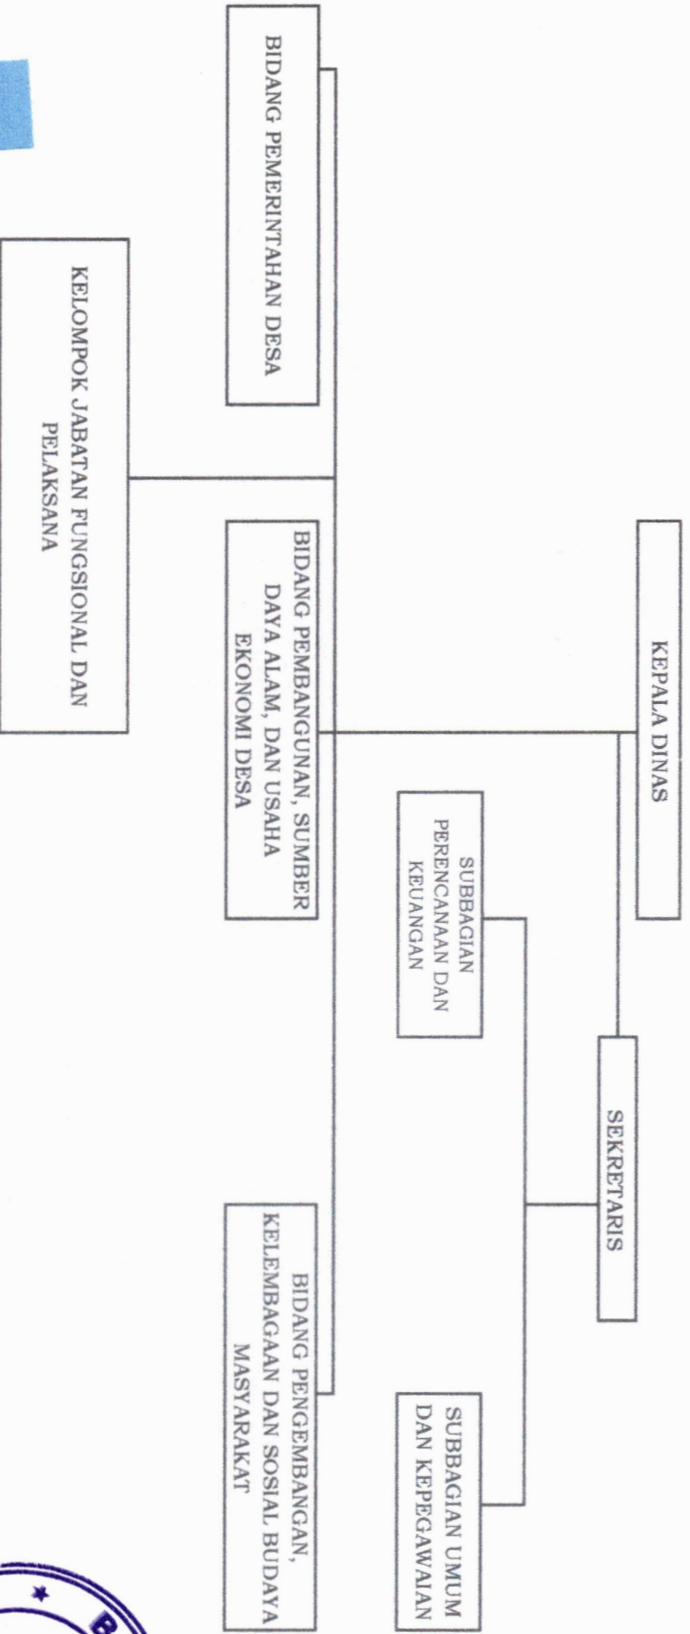 KEPALA DINAS
SEKRETARIS
SUBBAGIAN
PERENCANAAN DAN
KEUANGAN
SUBBAGIAN UMUM
DAN KEPEGAWAIAN
BIDANG PEMERINTAHAN DESA
BIDANG PEMBANGUNAN, SUMBER
DAYA ALAM, DAN USAHA
EKONOMI DESA
BIDANG PENGEMBANGAN,
KELEMBAGAAN DAN SOSIAL BUDAYA
MASYARAKAT
KELOMPOK JABATAN FUNGSIONAL DAN
PELAKSANA
B